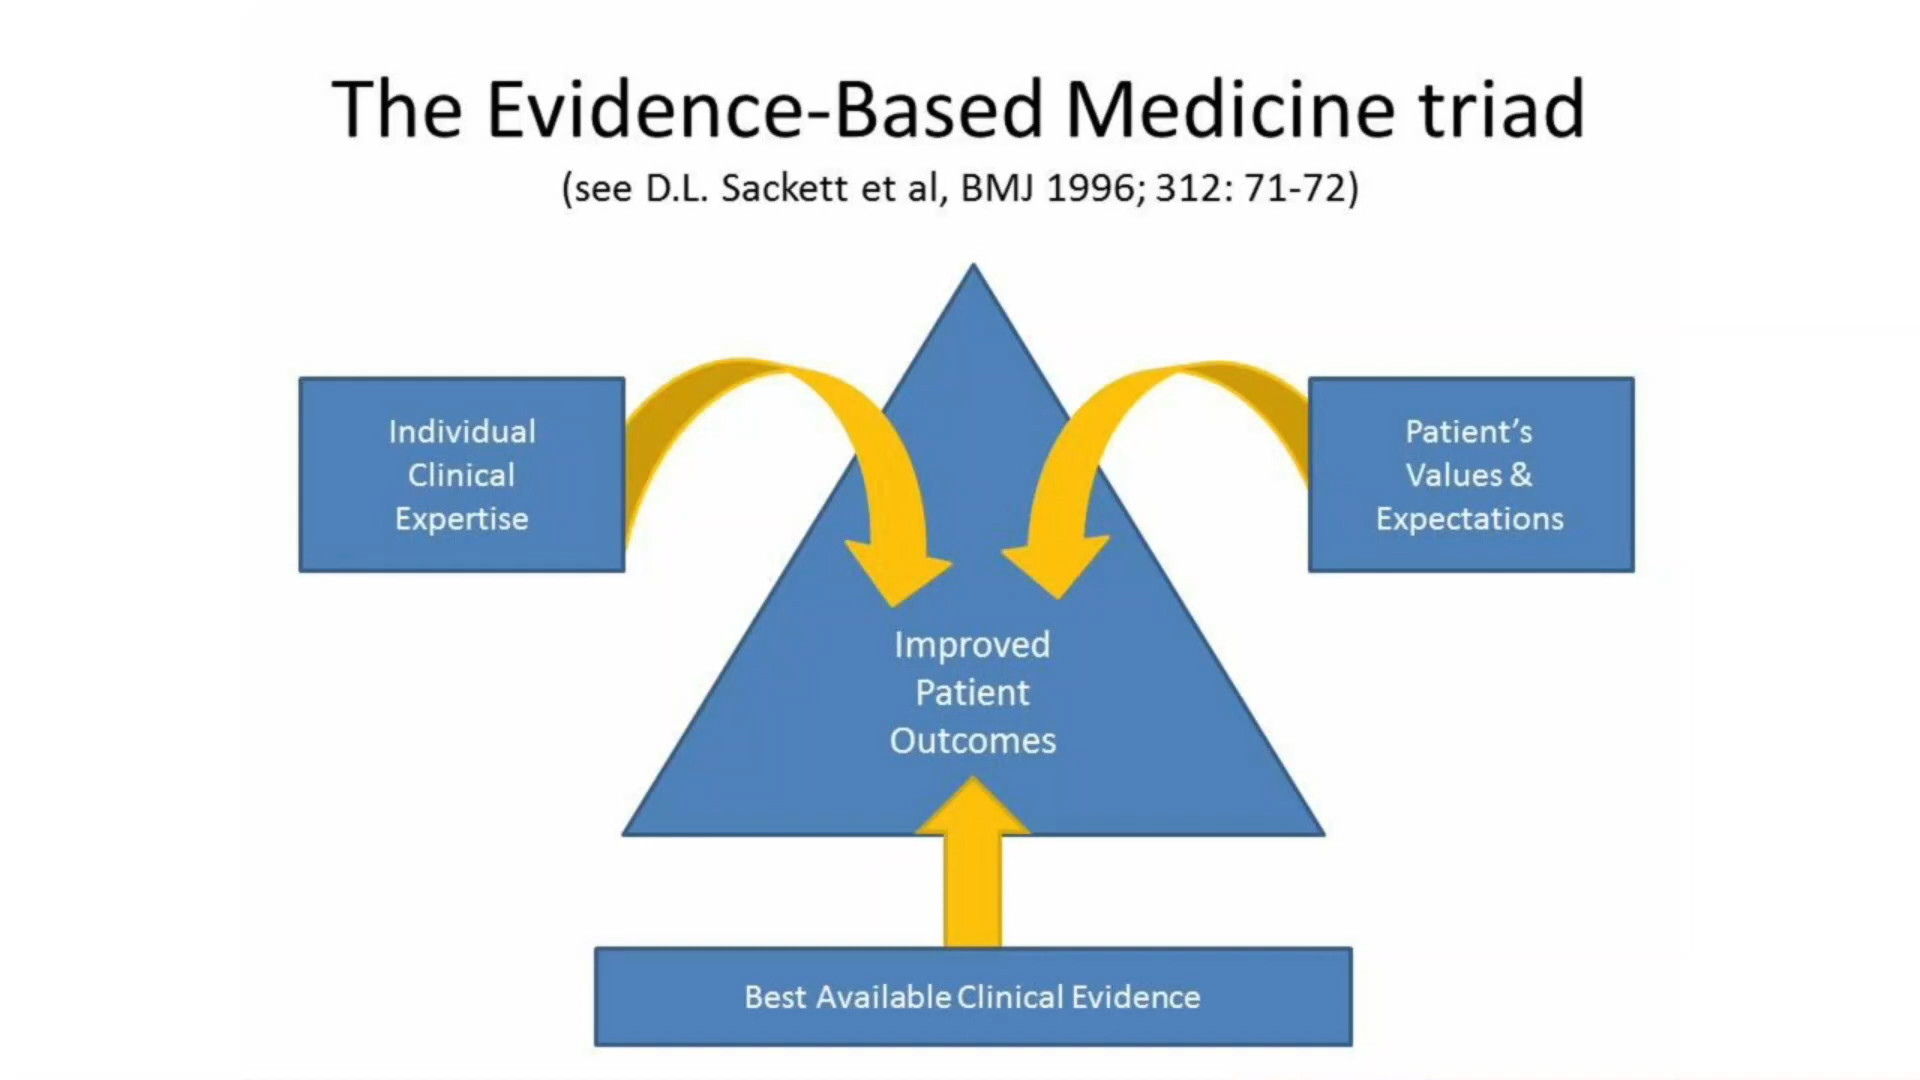 The Evidence-Based Medicine triad
(see D.L. Sackett et al, BMJ 1996; 312: 71-72)
Individual
Clinical
Expertise
Patient’s
Values &
Expectations
Improved
Patient
Outcomes
Best Available Clinical Evidence